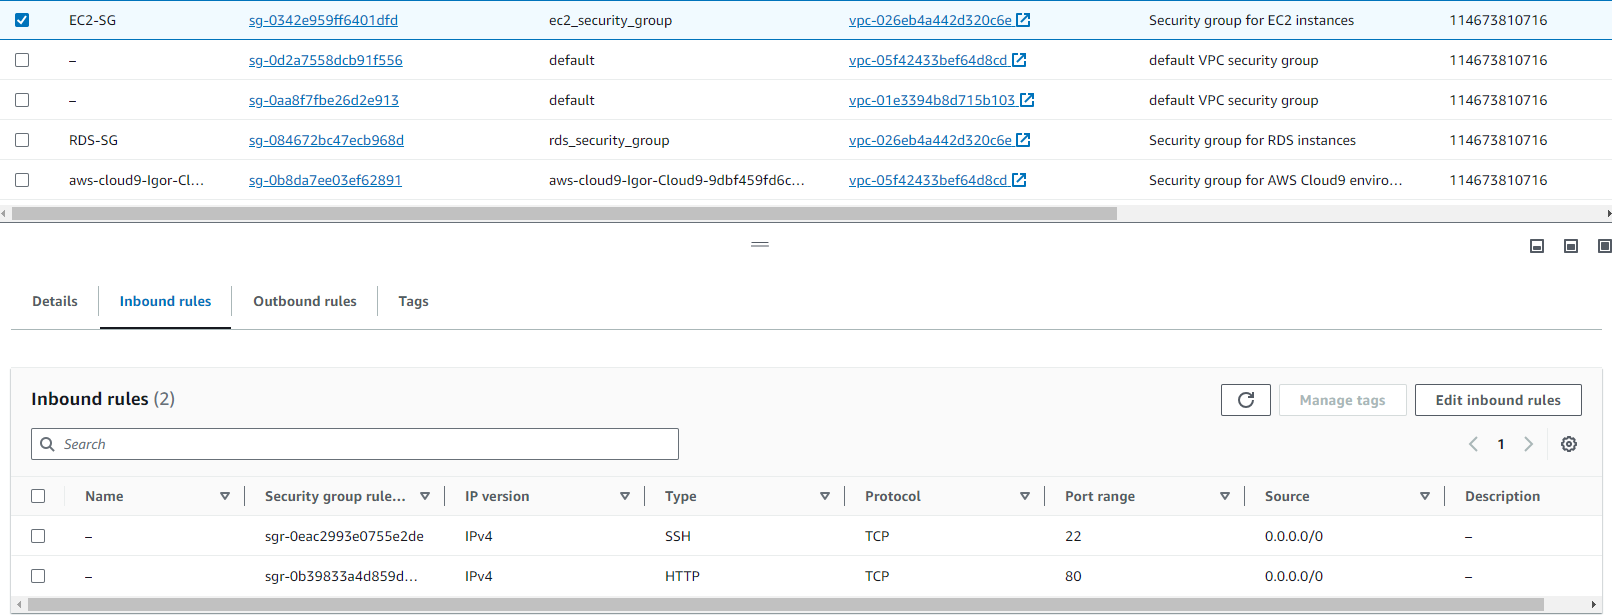 EC2-SG sg-0342e959ff6401dfd ec2_security_group vpc-026eb4a442d320c6e Security group for EC2 instances 114673810716
– sg-0d2a7558dcb91f556 default vpc-05f42433bef64d8cd default VPC security group 114673810716
– sg-0aa8f7fbe26d2e913 default vpc-01e3394b8d715b103 default VPC security group 114673810716
RDS-SG sg-084672bc47ecb968d rds_security_group vpc-026eb4a442d320c6e Security group for RDS instances 114673810716
aws-cloud9-Igor-Cl... sg-0b8da7ee03ef62891 aws-cloud9-Igor-Cloud9-9dbf459fd6c... vpc-05f42433bef64d8cd Security group for AWS Cloud9 enviro... 114673810716
Details Inbound rules Outbound rules Tags
Inbound rules (2) Manage tags Edit inbound rules
Search 1
Name Security group rule... IP version Type Protocol Port range Source Description
– sgr-0eac2993e0755e2de IPv4 SSH TCP 22 0.0.0.0/0 –
– sgr-0b39833a4d859d... IPv4 HTTP TCP 80 0.0.0.0/0 –